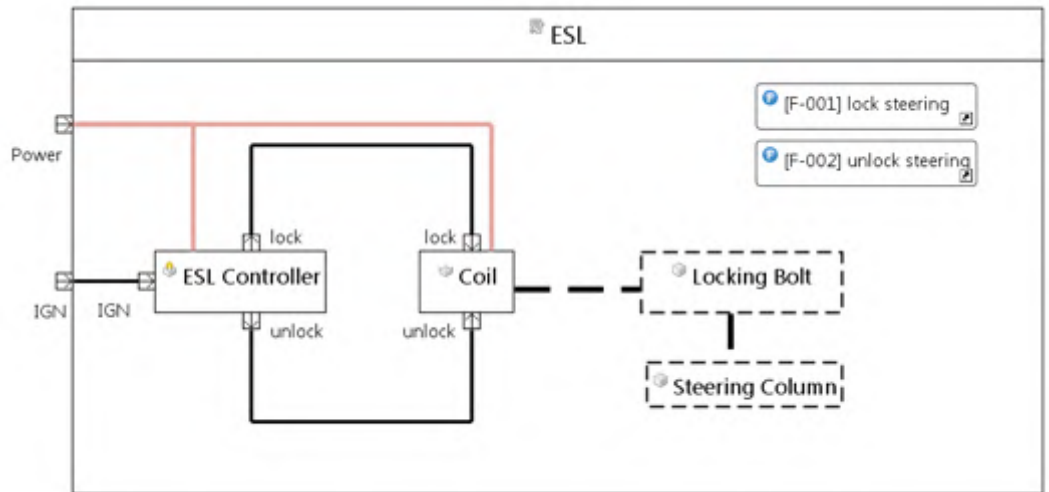 ESL
[F-001] lock steering
Power
[F-002] unlock steering
lock
lock
ESL Controller
Coil
Locking Bolt
IGN
IGN
unlock
unlock
Steering Column